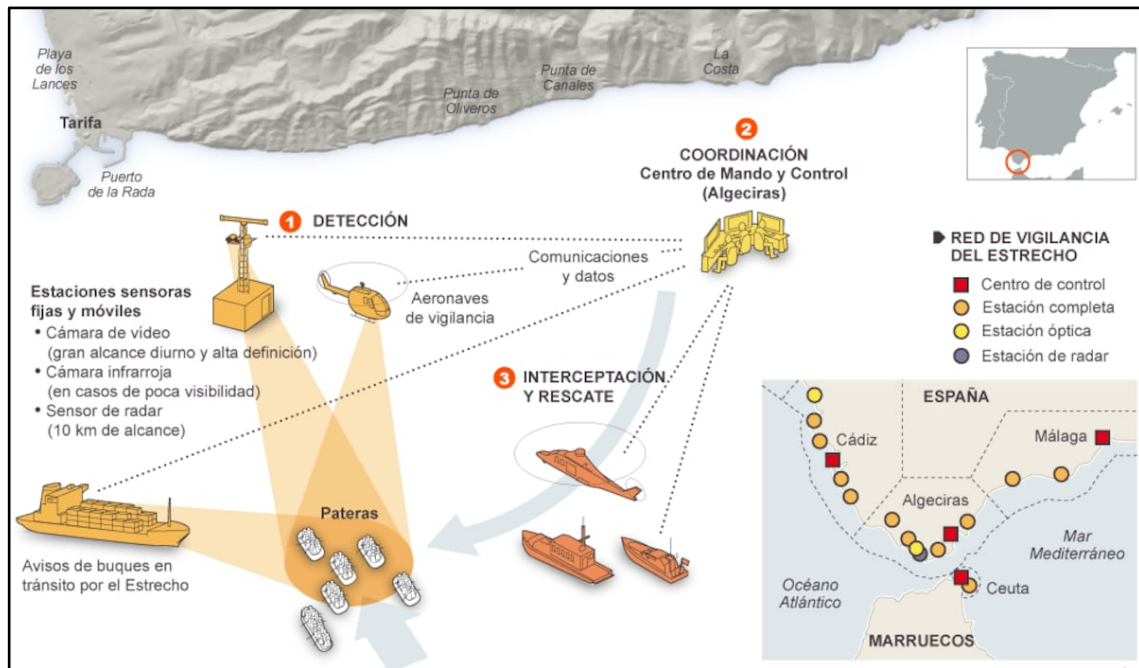 Playa
de los
Lances
Tarifa
Puerto
de la Rada
Punta de
Oliveros
Punta de
Canales
La
Costa
2
COORDINACIÓN
Centro de Mando y Control
(Algeciras)
1 DETECCIÓN
Comunicaciones
y datos
Aeronaves
de vigilancia
Estaciones sensoras
fijas y móviles
• Cámara de vídeo
(gran alcance diurno y alta definición)
• Cámara infrarroja
(en casos de poca visibilidad)
• Sensor de radar
(10 km de alcance)
3 INTERCEPTACIÓN
Y RESCATE
Pateras
Avisos de buques en
tránsito por el Estrecho
RED DE VIGILANCIA
DEL ESTRECHO
Centro de control
Estación completa
Estación óptica
Estación de radar
ESPAÑA
Cádiz
Málaga
Algeciras
Mar
Mediterráneo
Océano
Atlántico
Ceuta
MARRUECOS